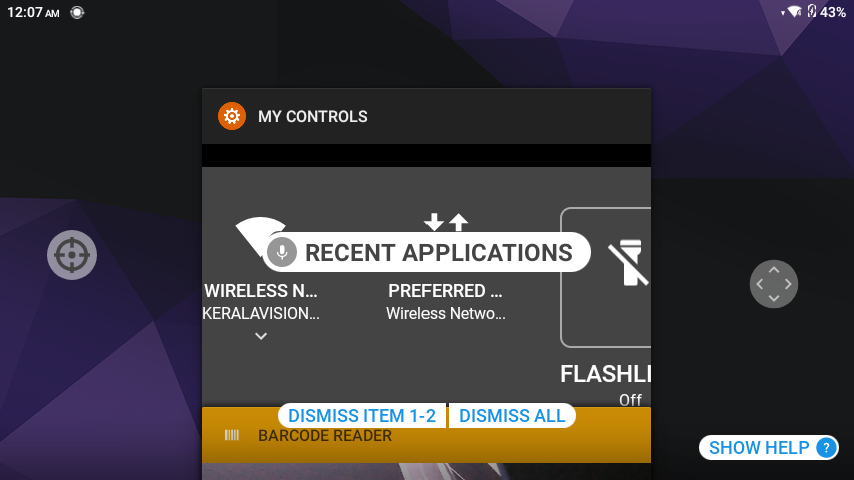 12:07 AM
43%
MY CONTROLS
RECENT APPLICATIONS
WIRELESS N...
PREFERRED ...
KERALAVISION...
Wireless Netwo...
FLASHLI
Off
DISMISS ITEM 1-2
DISMISS ALL
BARCODE READER
SHOW HELP ?